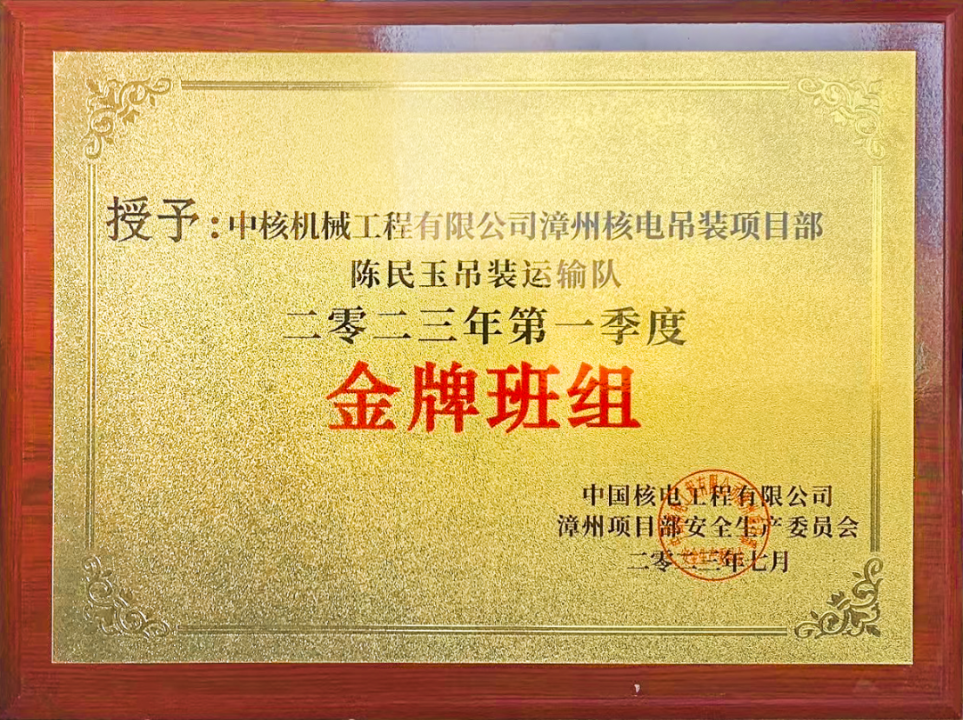 授予：中核机械工程有限公司漳州核电吊装项目部
陈民玉吊装运输队
二零二三年第一季度
金牌班组
中国核电工程有限公司
漳州项目部安全生产委员会
二零二三年七月